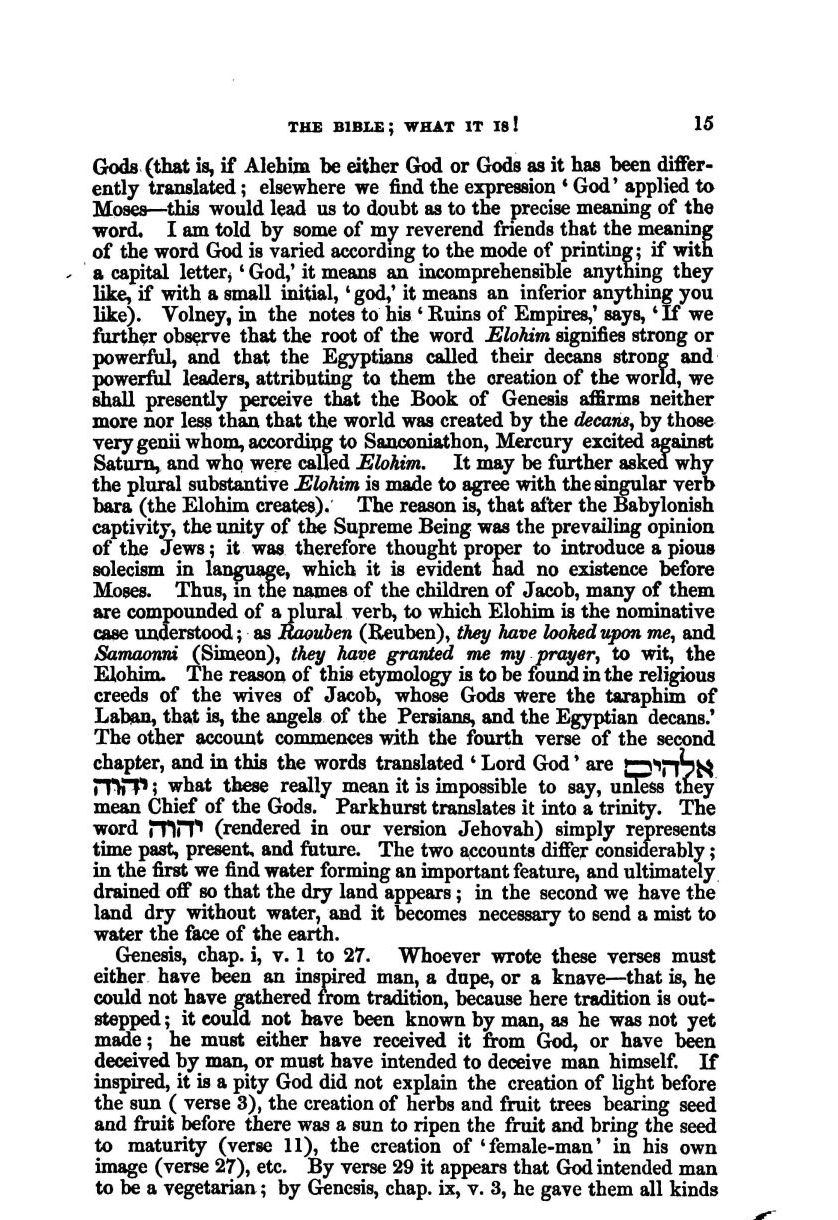 THE BIBLE; WHAT IT IS! 15
Gods (that is, if Alehim be either God or Gods as it has been differ-
ently translated; elsewhere we find the expression ‘God’ applied to
Moses—this would lead us to doubt as to the precise meaning of the
word. I am told by some of my reverend friends that the meaning
of the word God is varied according to the mode of printing; if with
a capital letter, ‘God,’ it means an incomprehensible anything they
like, if with a small initial, ‘god,’ it means an inferior anything you
like). Volney, in the notes to his ‘Ruins of Empires,’ says, ‘If we
further observe that the root of the word Elohim signifies strong or
powerful, and that the Egyptians called their decans strong and
powerful leaders, attributing to them the creation of the world, we
shall presently perceive that the Book of Genesis affirms neither
more nor less than that the world was created by the decans, by those
very genii whom, according to Sanconiathon, Mercury excited against
Saturn, and who were called Elohim. It may be further asked why
the plural substantive Elohim is made to agree with the singular verb
bara (the Elohim creates). The reason is, that after the Babylonish
captivity, the unity of the Supreme Being was the prevailing opinion
of the Jews; it was therefore thought proper to introduce a pious
solecism in language, which it is evident had no existence before
Moses. Thus, in the names of the children of Jacob, many of them
are compounded of a plural verb, to which Elohim is the nominative
case understood; as Raouben (Reuben), they have looked upon me, and
Samaonni (Simeon), they have granted me my prayer, to wit, the
Elohim. The reason of this etymology is to be found in the religious
creeds of the wives of Jacob, whose Gods were the taraphim of
Laban, that is, the angels of the Persians, and the Egyptian decans.’
The other account commences with the fourth verse of the second
chapter, and in this the words translated ‘Lord God’ are אלהים
יהוה; what these really mean it is impossible to say, unless they
mean Chief of the Gods. Parkhurst translates it into a trinity. The
word יהוה (rendered in our version Jehovah) simply represents
time past, present, and future. The two accounts differ considerably;
in the first we find water forming an important feature, and ultimately
drained off so that the dry land appears; in the second we have the
land dry without water, and it becomes necessary to send a mist to
water the face of the earth.
Genesis, chap. i, v. 1 to 27. Whoever wrote these verses must
either have been an inspired man, a dupe, or a knave—that is, he
could not have gathered from tradition, because here tradition is out-
stepped; it could not have been known by man, as he was not yet
made; he must either have received it from God, or have been
deceived by man, or must have intended to deceive man himself. If
inspired, it is a pity God did not explain the creation of light before
the sun ( verse 3), the creation of herbs and fruit trees bearing seed
and fruit before there was a sun to ripen the fruit and bring the seed
to maturity (verse 11), the creation of ‘female-man’ in his own
image (verse 27), etc. By verse 29 it appears that God intended man
to be a vegetarian; by Genesis, chap. ix, v. 3, he gave them all kinds